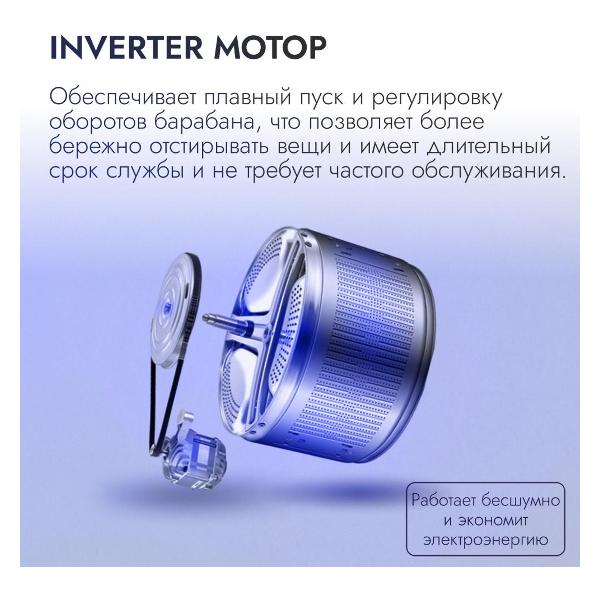 INVERTER МОТОР
Обеспечивает плавный пуск и регулировку
оборотов барабана, что позволяет более
бережно отстирывать вещи и имеет длительный
срок службы и не требует частого обслуживания.
Работает бесшумно
и экономит
электроэнергию